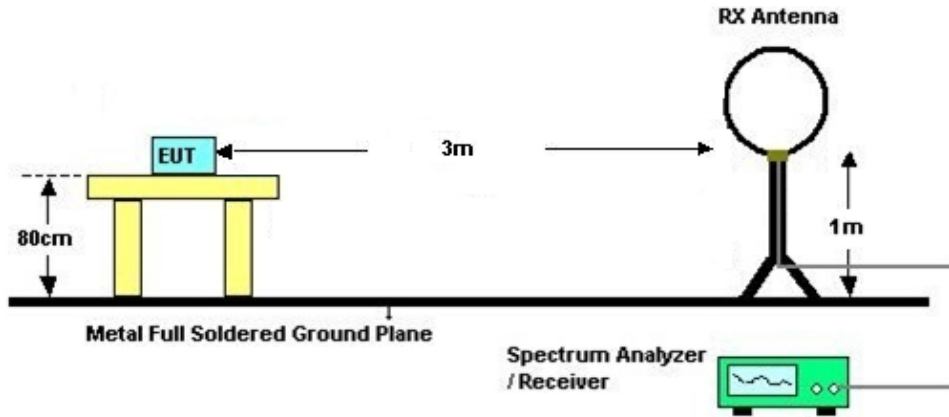 RX Antenna
EUT
3m
80cm
1m
Metal Full Soldered Ground Plane
Spectrum Analyzer
/ Receiver